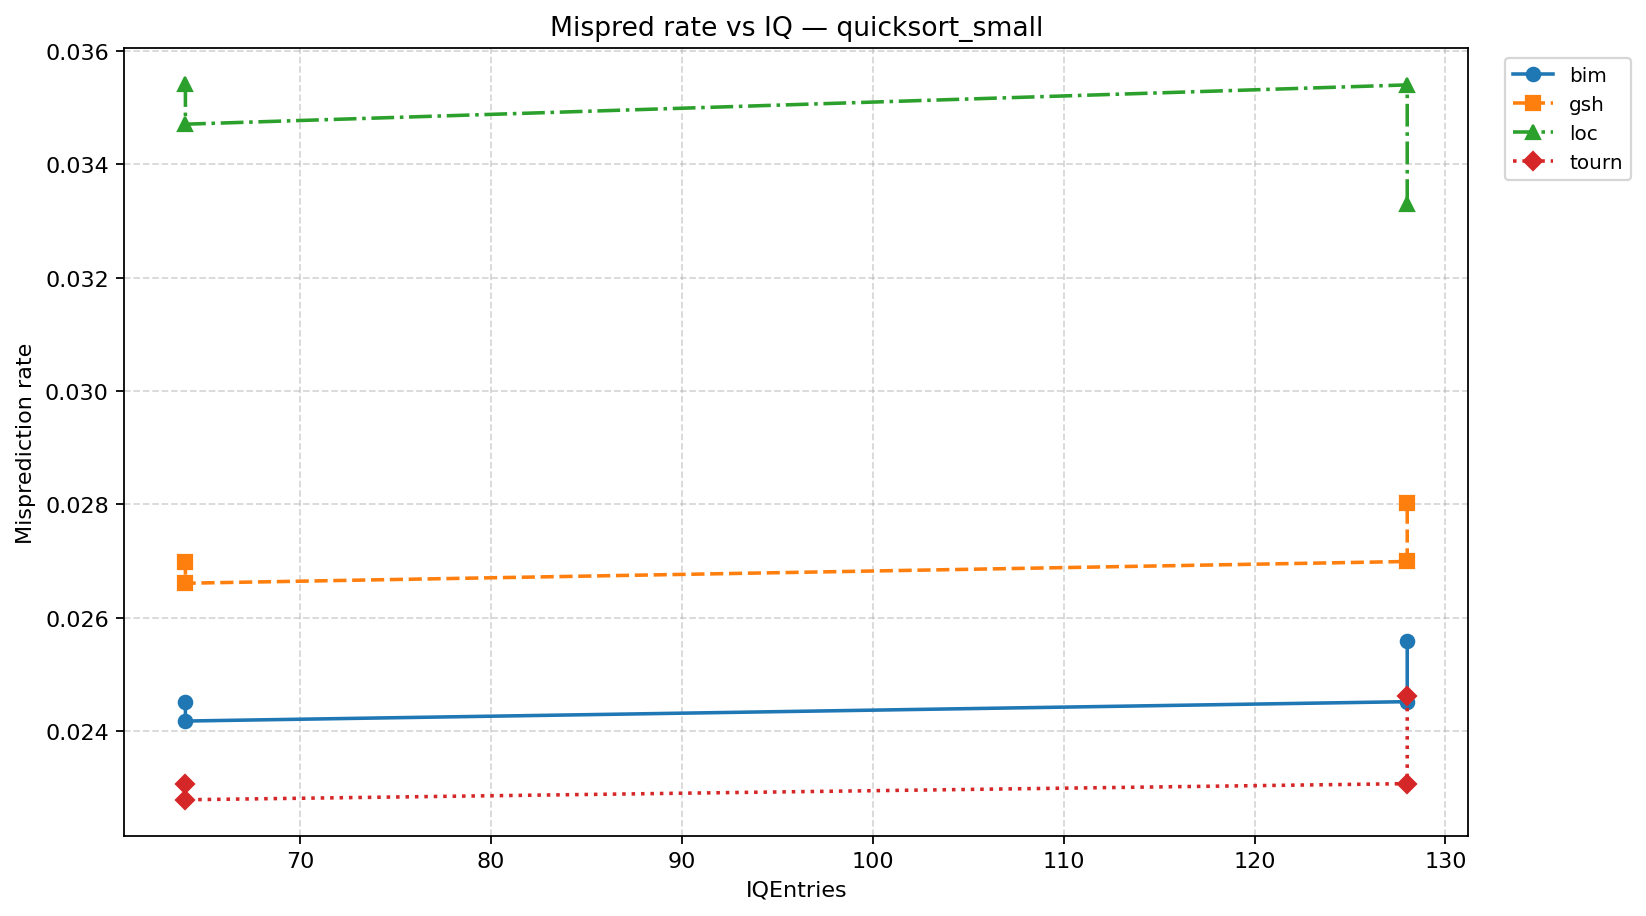 Mispred rate vs IQ — quicksort_small
Misprediction rate
0.036
0.034
0.032
0.030
0.028
0.026
0.024
70 80 90 100 110 120 130
IQEntries
bim
gsh
loc
tourn